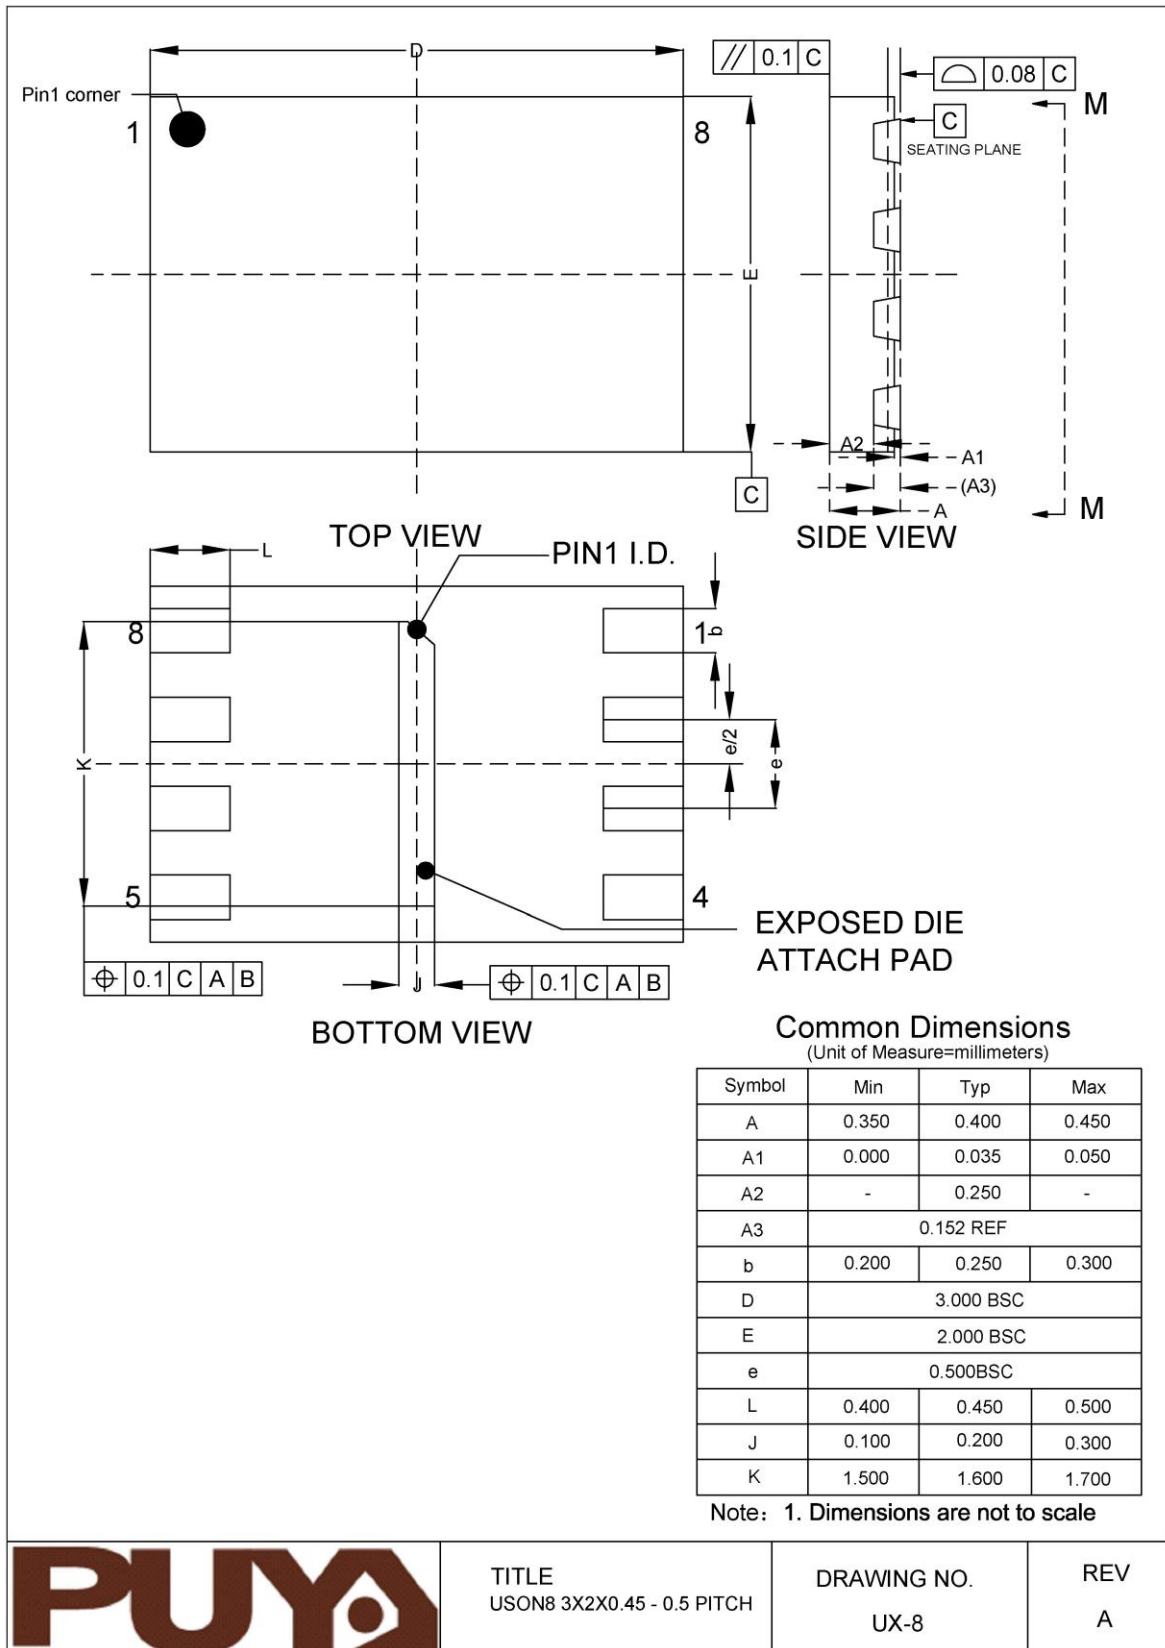 D
// 0.1 C
⌓ 0.08 C
Pin1 corner
1
8
M
C
SEATING PLANE
E
A2
A1
(A3)
A
C
M
TOP VIEW
SIDE VIEW
L
PIN1 I.D.
8
1
b
e/2
K
e
5
4
EXPOSED DIE
ATTACH PAD
⌖ 0.1 C A B
J
⌖ 0.1 C A B
BOTTOM VIEW
Common Dimensions
(Unit of Measure=millimeters)
Symbol Min Typ Max
A 0.350 0.400 0.450
A1 0.000 0.035 0.050
A2 - 0.250 -
A3 0.152 REF
b 0.200 0.250 0.300
D 3.000 BSC
E 2.000 BSC
e 0.500BSC
L 0.400 0.450 0.500
J 0.100 0.200 0.300
K 1.500 1.600 1.700
Note：1. Dimensions are not to scale
PUYA
TITLE
USON8 3X2X0.45 - 0.5 PITCH
DRAWING NO.
UX-8
REV
A